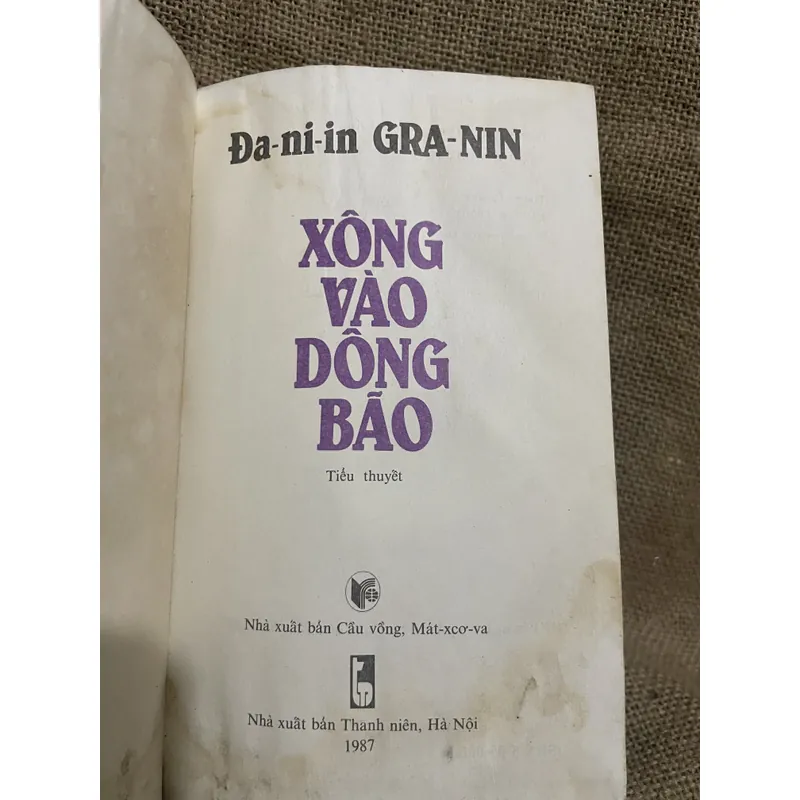 Đa-ni-in GRA-NIN
XÔNG
VÀO
DÔNG
BÃO
Tiểu thuyết
Nhà xuất bản Cầu vồng, Mát-xcơ-va
Nhà xuất bản Thanh niên, Hà Nội
1987